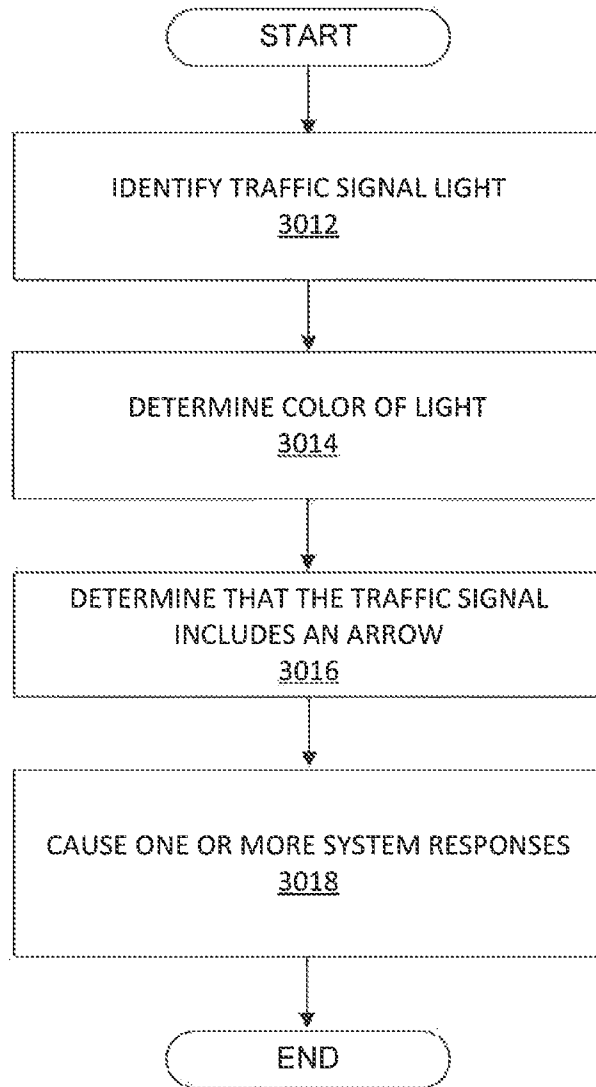 START
IDENTIFY TRAFFIC SIGNAL LIGHT
3012
DETERMINE COLOR OF LIGHT
3014
DETERMINE THAT THE TRAFFIC SIGNAL
INCLUDES AN ARROW
3016
CAUSE ONE OR MORE SYSTEM RESPONSES
3018
END